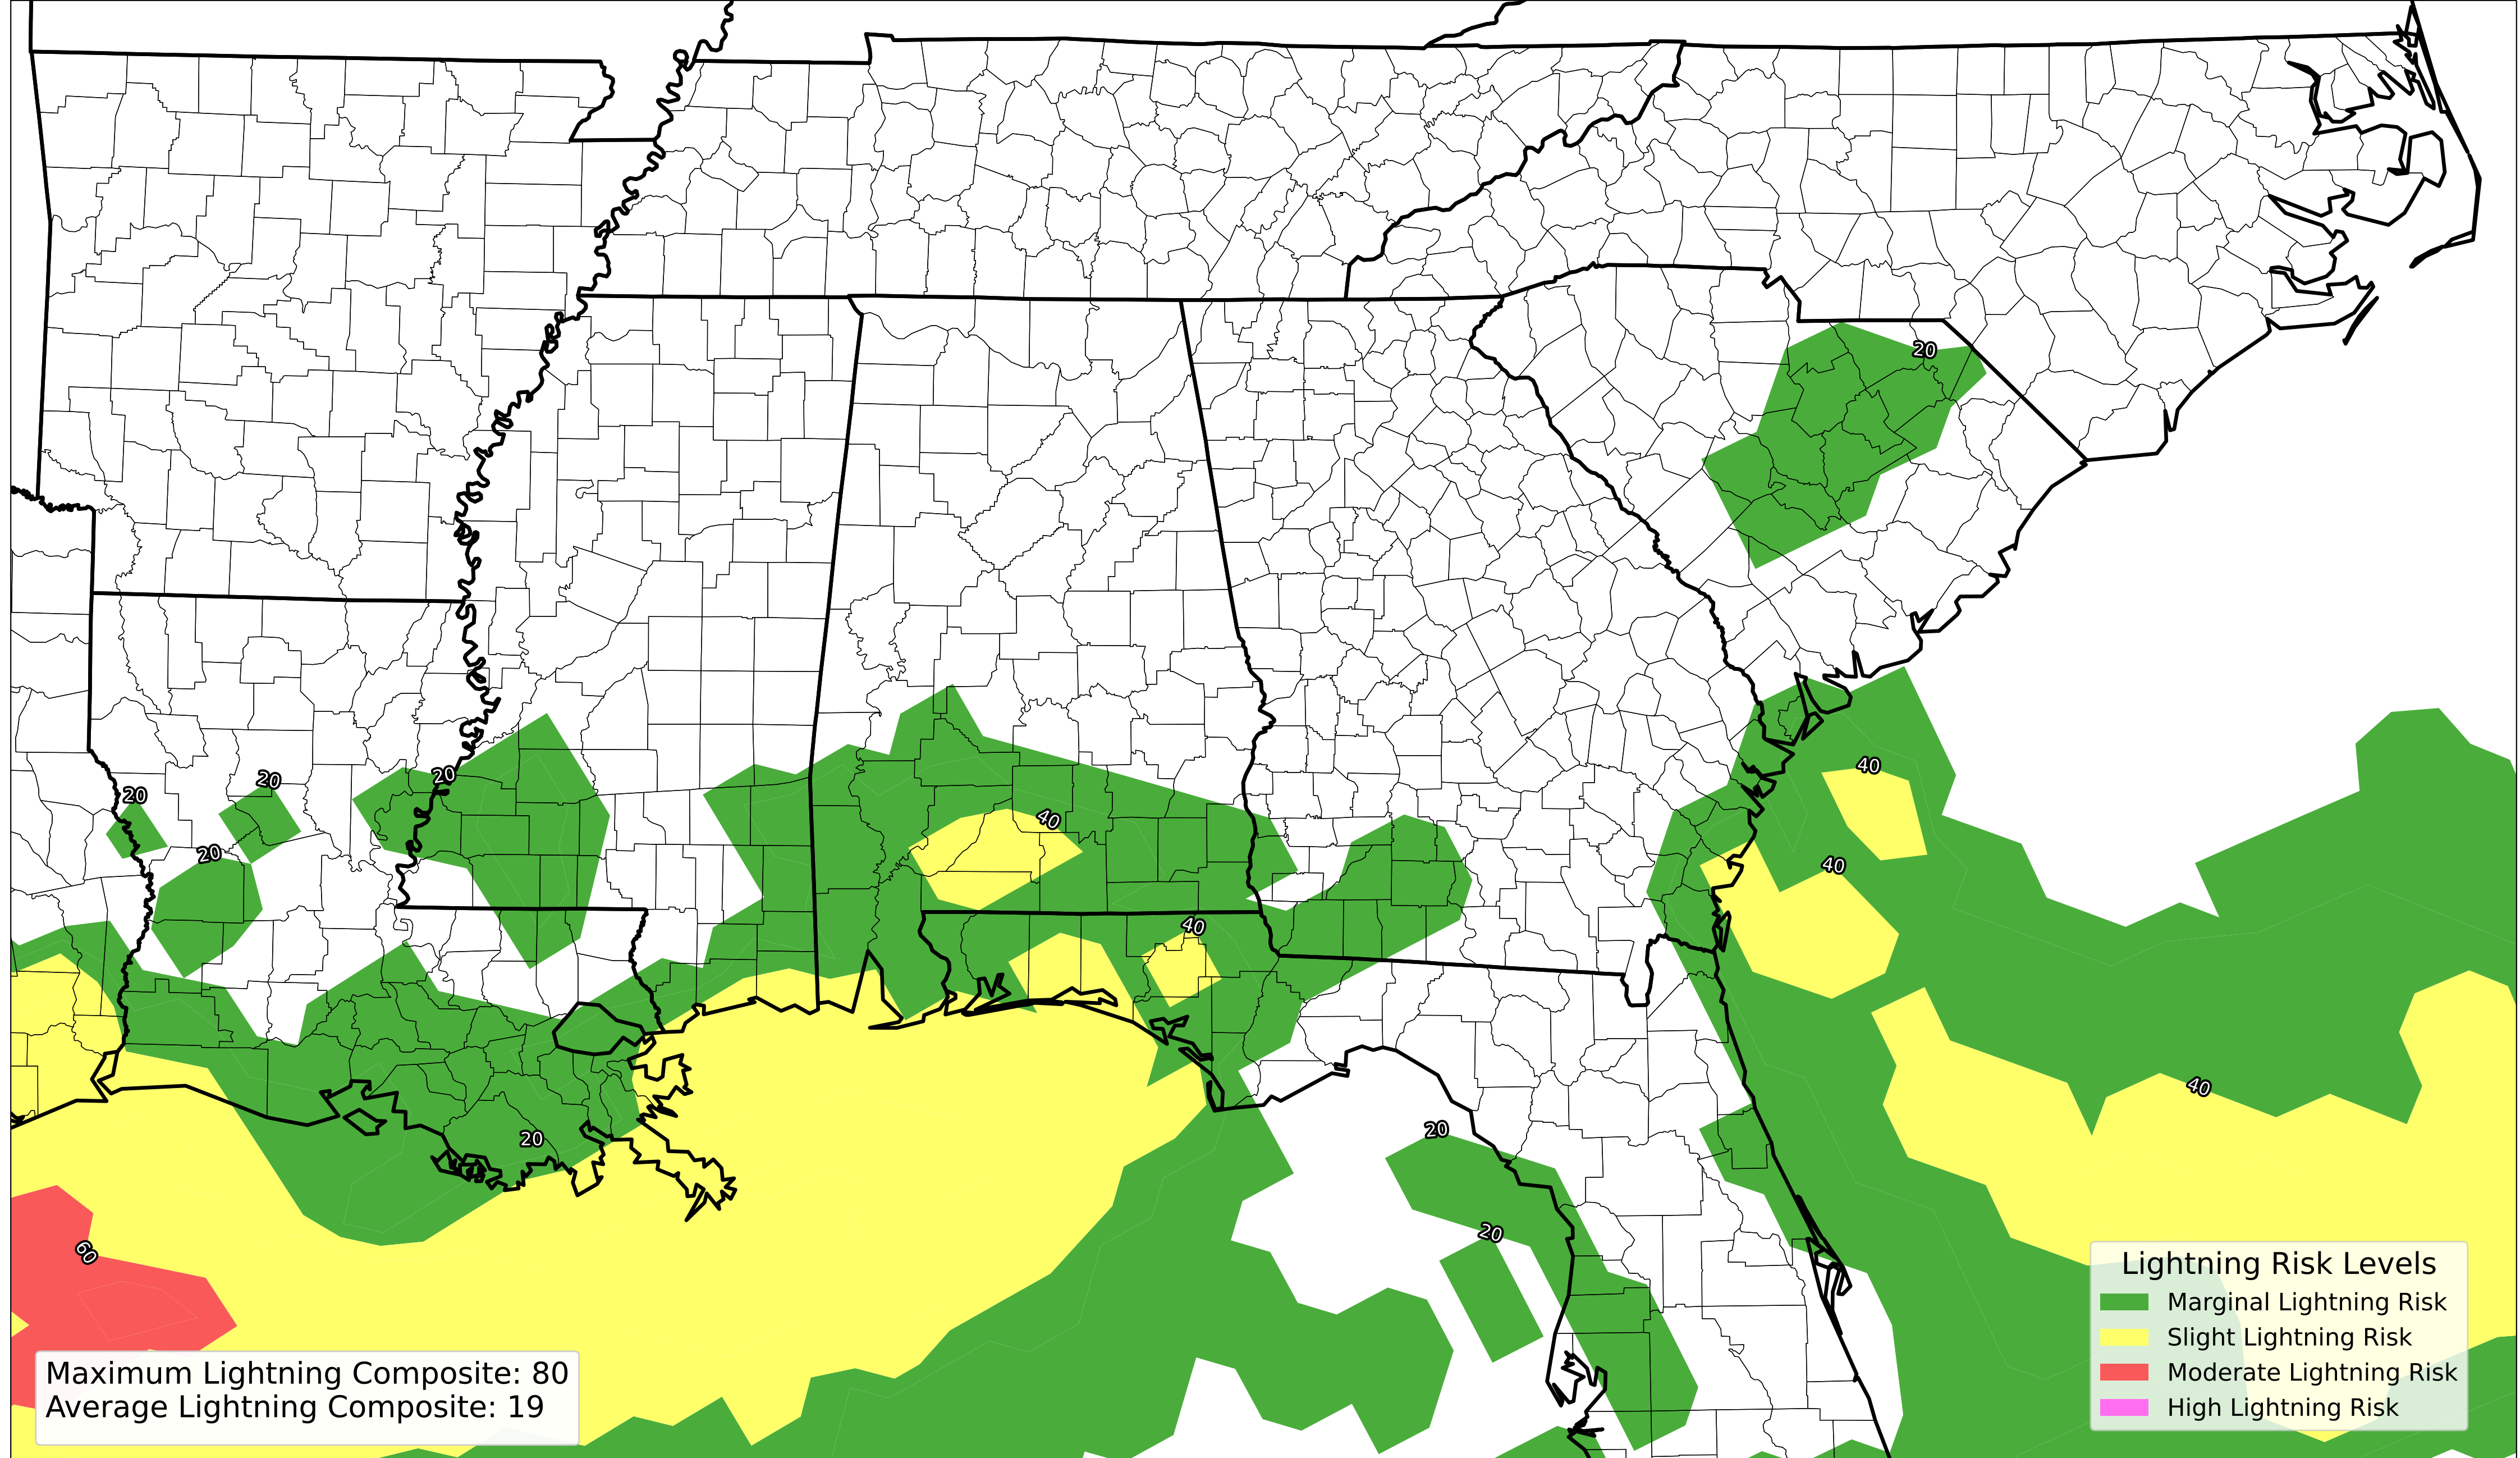 20
20
40
20
20
20
40
20
40
40
40
20
20
20
60
Lightning Risk Levels
Marginal Lightning Risk
Slight Lightning Risk
Moderate Lightning Risk
High Lightning Risk
Maximum Lightning Composite: 80
Average Lightning Composite: 19